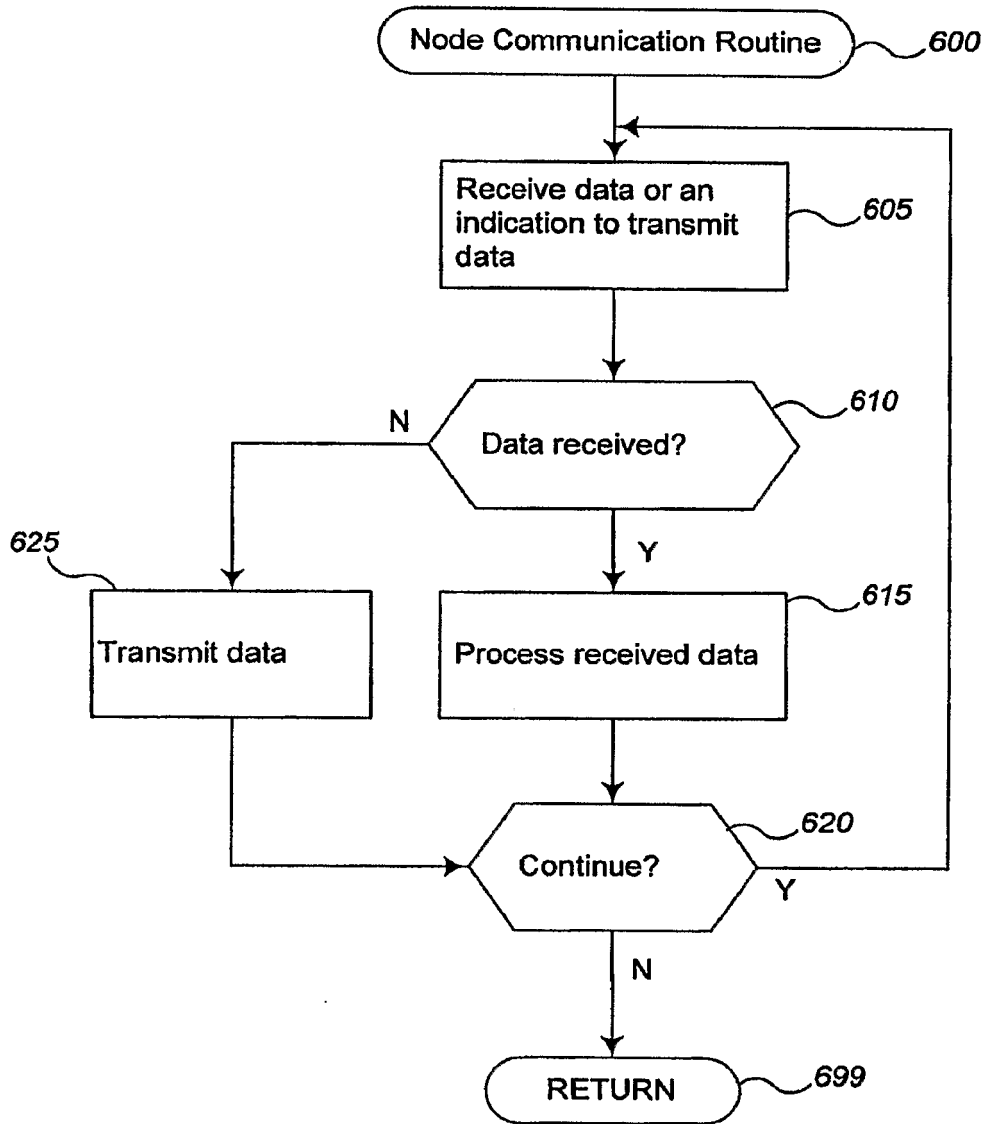 Node Communication Routine
600
Receive data or an
indication to transmit
data
605
610
N
Data received?
625
Y
615
Transmit data
Process received data
620
Continue?
Y
N
RETURN
699